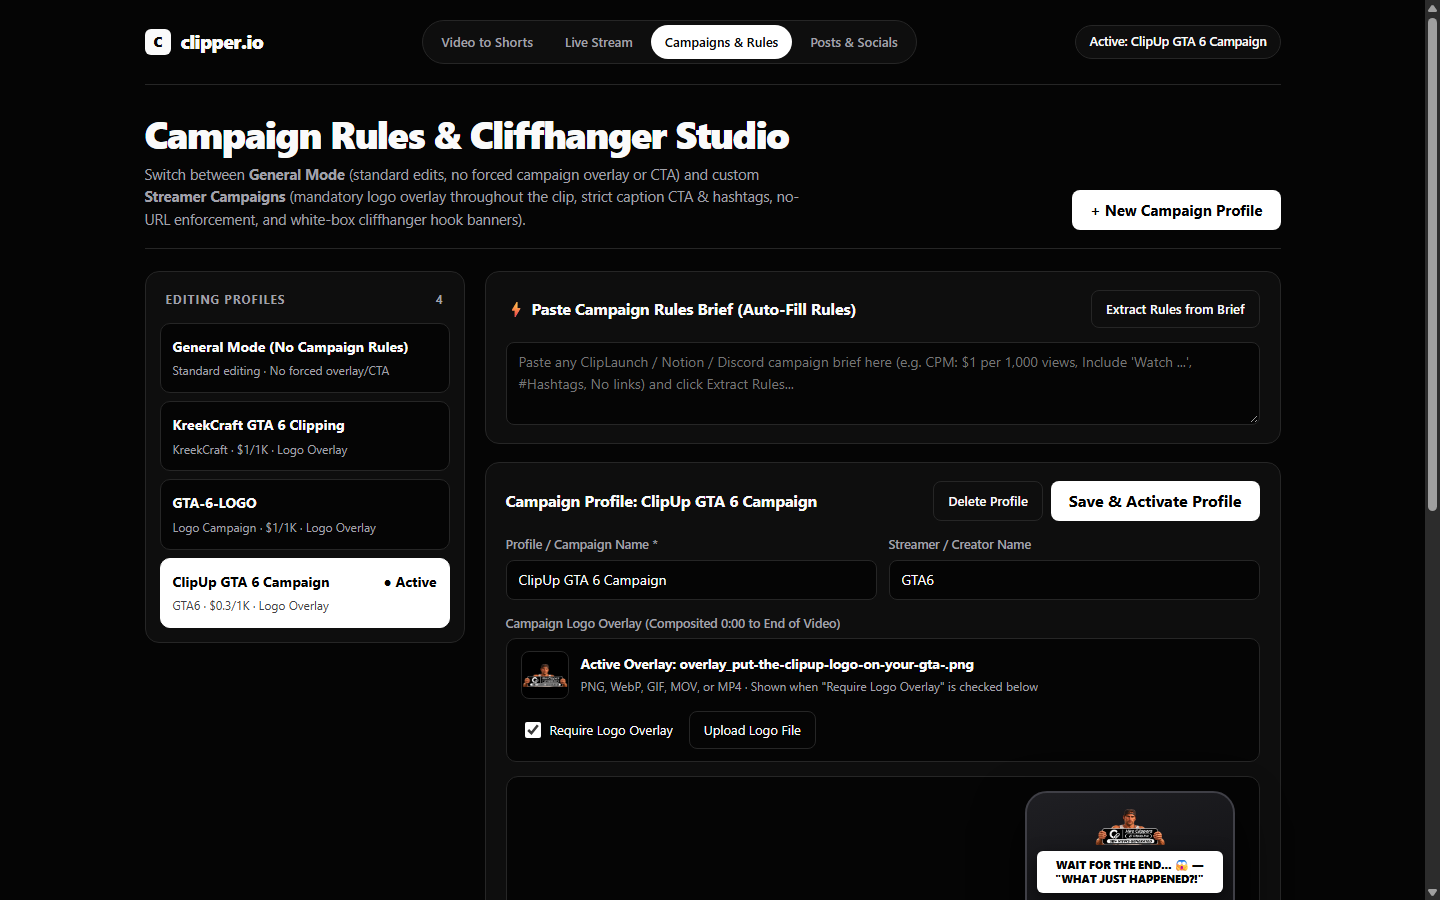 C clipper.io
Video to Shorts
Live Stream
Campaigns & Rules
Posts & Socials
Active: ClipUp GTA 6 Campaign
Campaign Rules & Cliffhanger Studio
Switch between General Mode (standard edits, no forced campaign overlay or CTA) and custom
Streamer Campaigns (mandatory logo overlay throughout the clip, strict caption CTA & hashtags, no-
URL enforcement, and white-box cliffhanger hook banners).
+ New Campaign Profile
EDITING PROFILES 4
General Mode (No Campaign Rules)
Standard editing · No forced overlay/CTA
KreekCraft GTA 6 Clipping
KreekCraft · $1/1K · Logo Overlay
GTA-6-LOGO
Logo Campaign · $1/1K · Logo Overlay
ClipUp GTA 6 Campaign ● Active
GTA6 · $0.3/1K · Logo Overlay
⚡ Paste Campaign Rules Brief (Auto-Fill Rules)
Extract Rules from Brief
Paste any ClipLaunch / Notion / Discord campaign brief here (e.g. CPM: $1 per 1,000 views, Include 'Watch ...',
#Hashtags, No links) and click Extract Rules...
Campaign Profile: ClipUp GTA 6 Campaign
Delete Profile
Save & Activate Profile
Profile / Campaign Name *
Streamer / Creator Name
ClipUp GTA 6 Campaign
GTA6
Campaign Logo Overlay (Composited 0:00 to End of Video)
Active Overlay: overlay_put-the-clipup-logo-on-your-gta-.png
PNG, WebP, GIF, MOV, or MP4 · Shown when "Require Logo Overlay" is checked below
Require Logo Overlay
Upload Logo File
WAIT FOR THE END... 😱 —
"WHAT JUST HAPPENED?!"